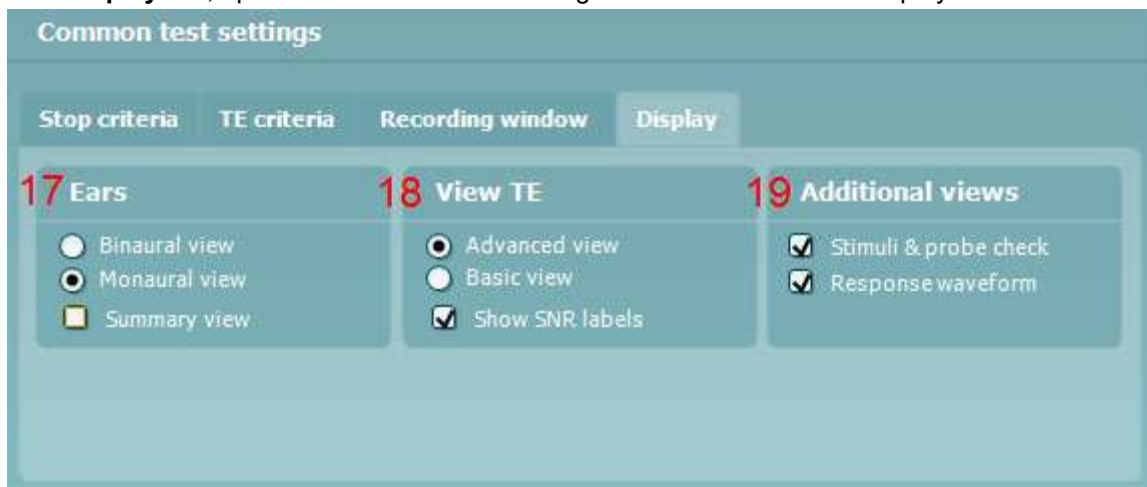 Common test settings
Stop criteria TE criteria Recording window Display
17 Ears
Binaural view
Monaural view
Summary view
18 View TE
Advanced view
Basic view
Show SNR labels
19 Additional views
Stimuli & probe check
Response waveform